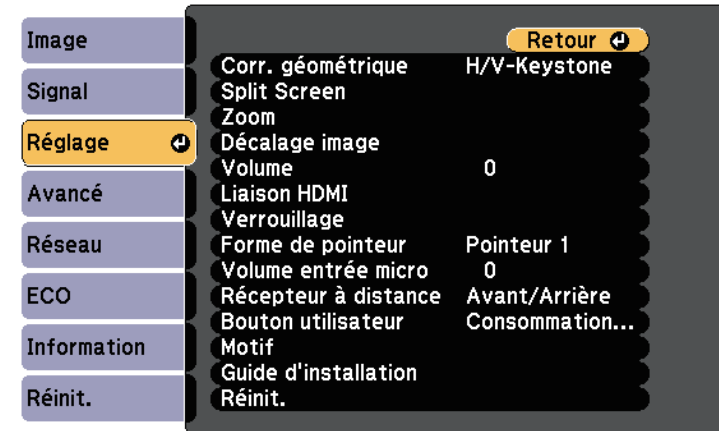 Image
Signal
Réglage
Avancé
Réseau
ECO
Information
Réinit.
Retour
Corr. géométrique H/V-Keystone
Split Screen
Zoom
Décalage image
Volume 0
Liaison HDMI
Verrouillage
Forme de pointeur Pointeur 1
Volume entrée micro 0
Récepteur à distance Avant/Arrière
Bouton utilisateur Consommation...
Motif
Guide d'installation
Réinit.